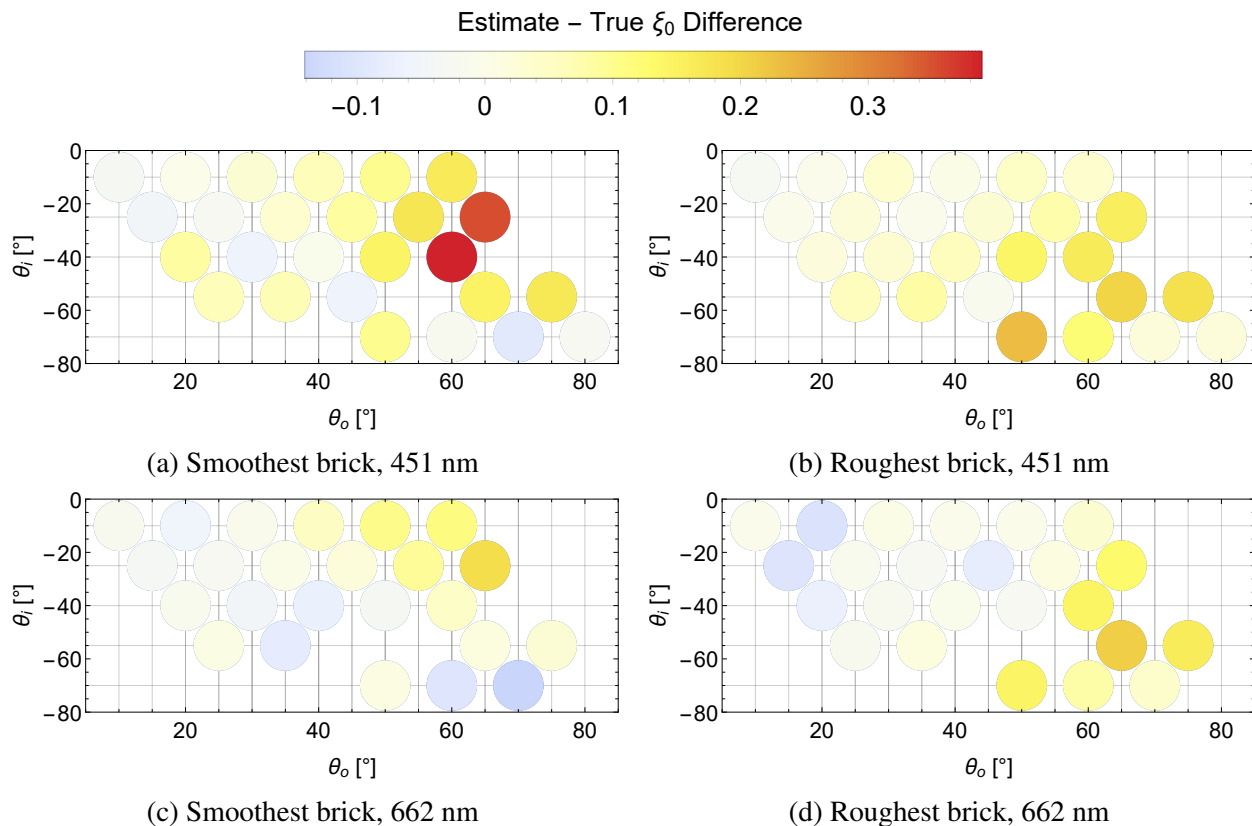 Estimate − True ξ0 Difference
−0.1 0 0.1 0.2 0.3
0 −20 −40 −60 −80
θi [°]
20 40 60 80
θo [°]
(a) Smoothest brick, 451 nm
0 −20 −40 −60 −80
θi [°]
20 40 60 80
θo [°]
(b) Roughest brick, 451 nm
0 −20 −40 −60 −80
θi [°]
20 40 60 80
θo [°]
(c) Smoothest brick, 662 nm
0 −20 −40 −60 −80
θi [°]
20 40 60 80
θo [°]
(d) Roughest brick, 662 nm